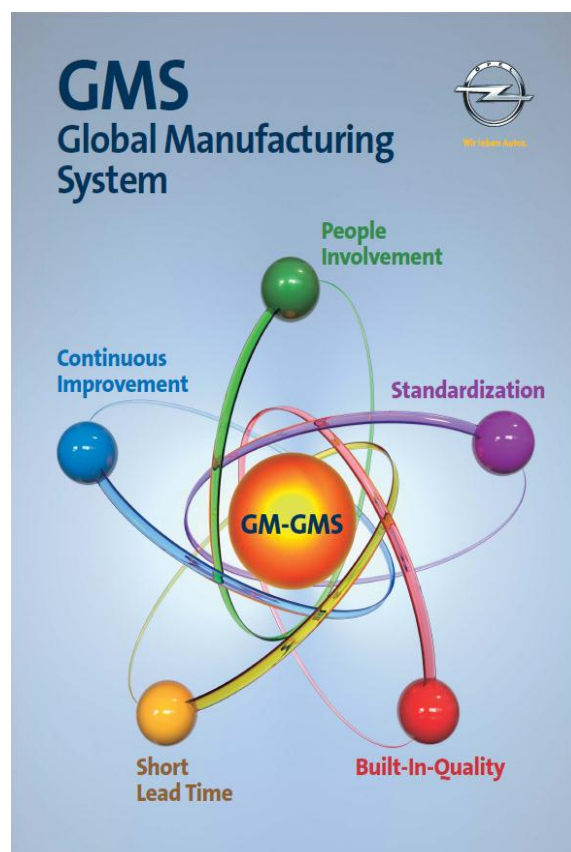 GMS
Global Manufacturing
System
OPEL
Wir leben Autos.
People
Involvement
Continuous
Improvement
Standardization
GM-GMS
Short
Lead Time
Built-In-Quality